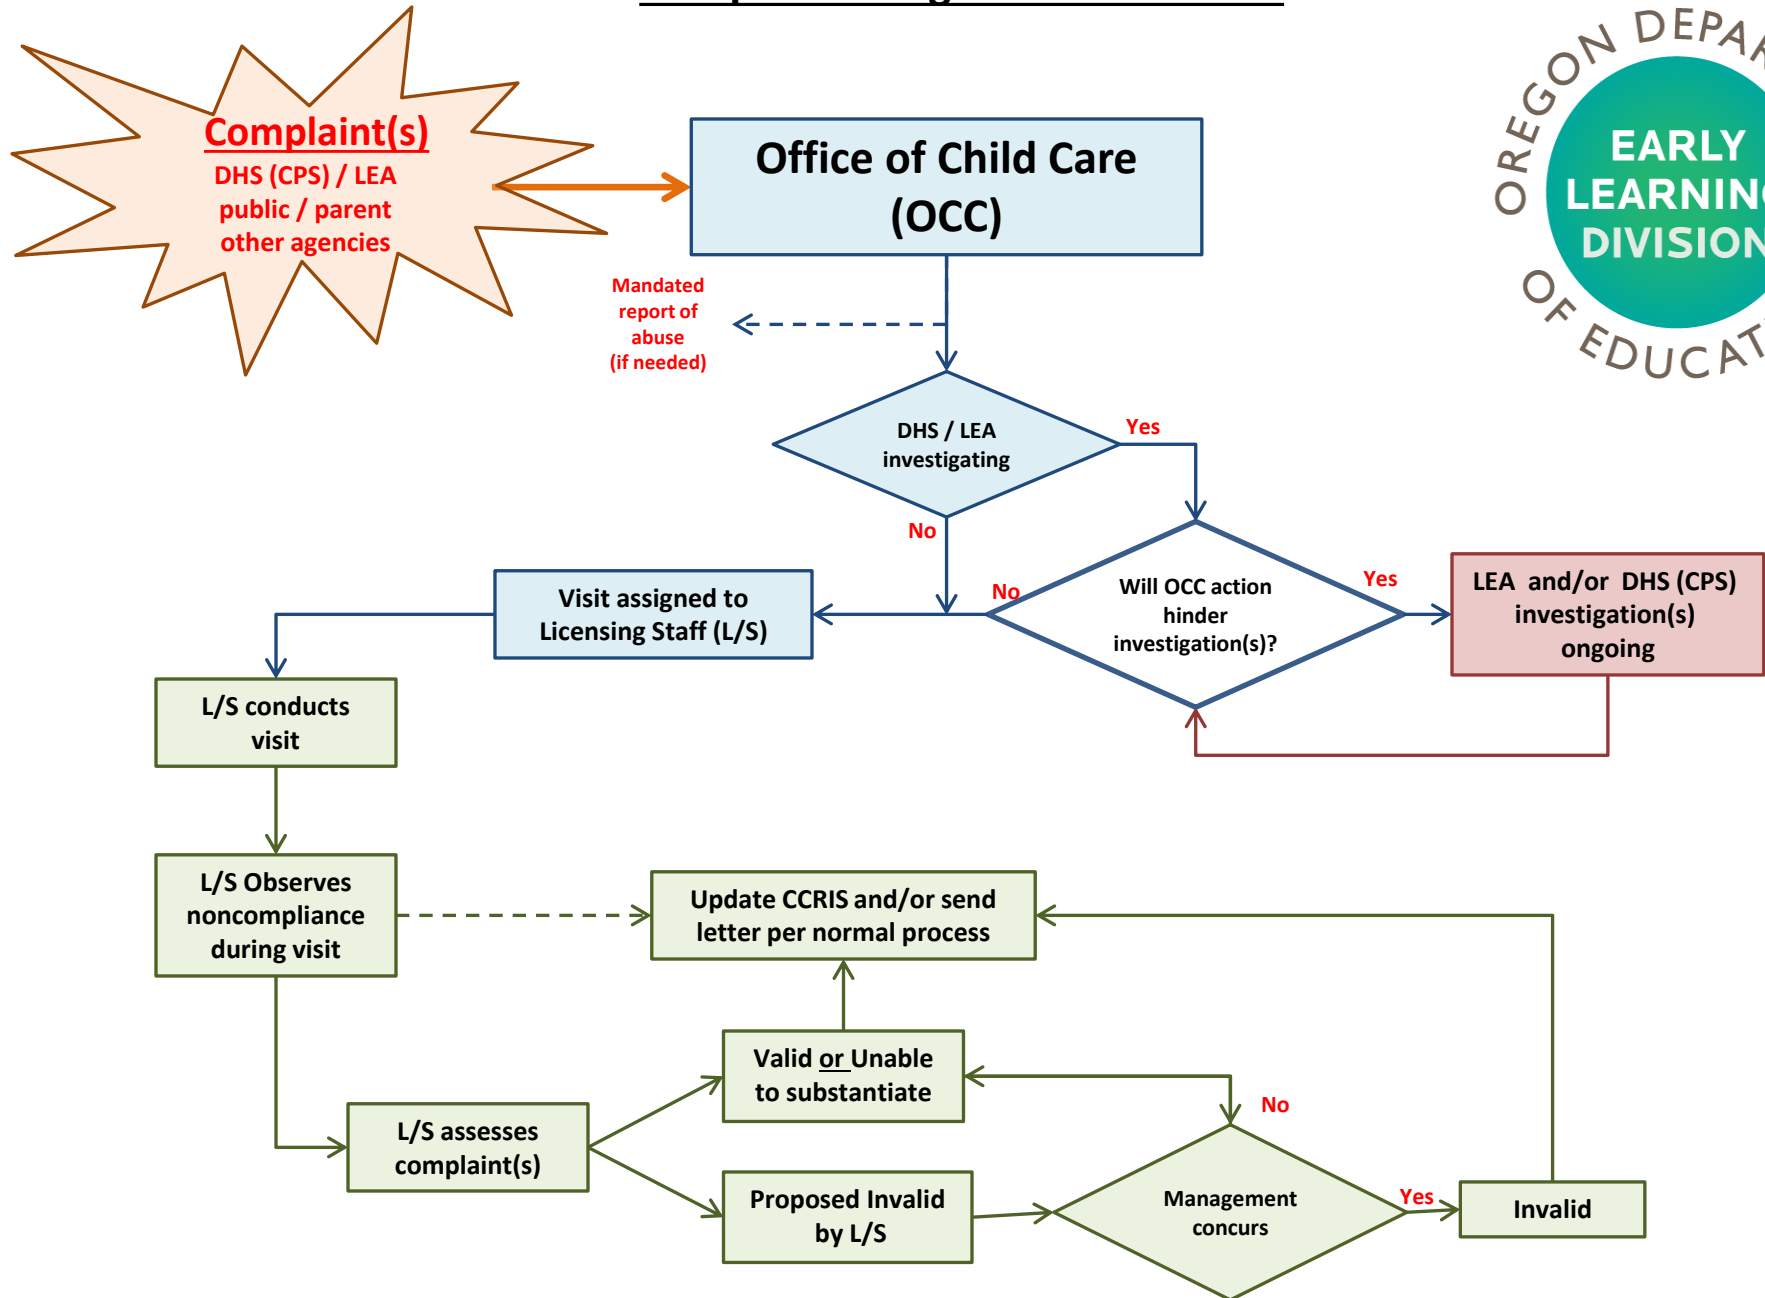 Complaint(s)
DHS (CPS) / LEA
public / parent
other agencies
Office of Child Care
(OCC)
OREGON
EARLY
DIVISION
OF
Mandated
report of
abuse
(if needed)
DHS / LEA
investigating
Yes
No
Will OCC action
hinder
investigation(s)?
No
Yes
LEA and/or DHS (CPS)
investigation(s)
ongoing
Visit assigned to
Licensing Staff (L/S)
L/S conducts
visit
L/S Observes
noncompliance
during visit
Update CCRIS and/or send
letter per normal process
Valid or Unable
to substantiate
L/S assesses
complaint(s)
Proposed Invalid
by L/S
Management
concurs
No
Yes
Invalid